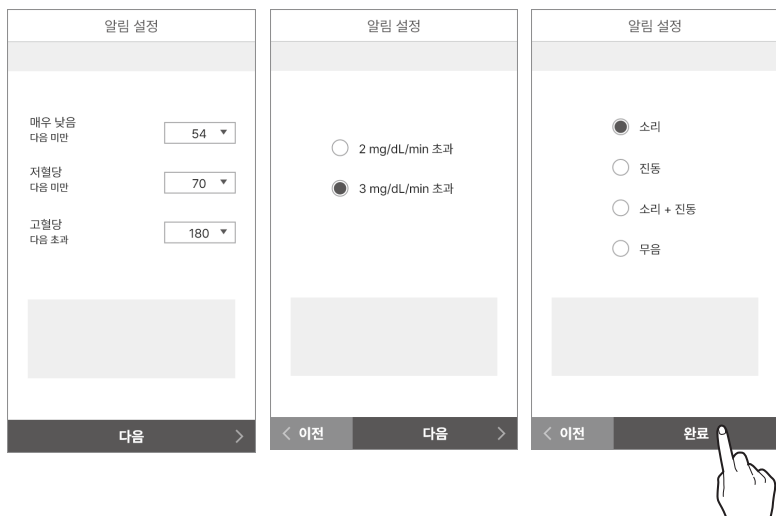 알림 설정
매우 낮음
다음 미만
54
저혈당
다음 미만
70
고혈당
다음 초과
180
다음
알림 설정
2 mg/dL/min 초과
3 mg/dL/min 초과
이전
다음
알림 설정
소리
진동
소리 + 진동
무음
이전
완료